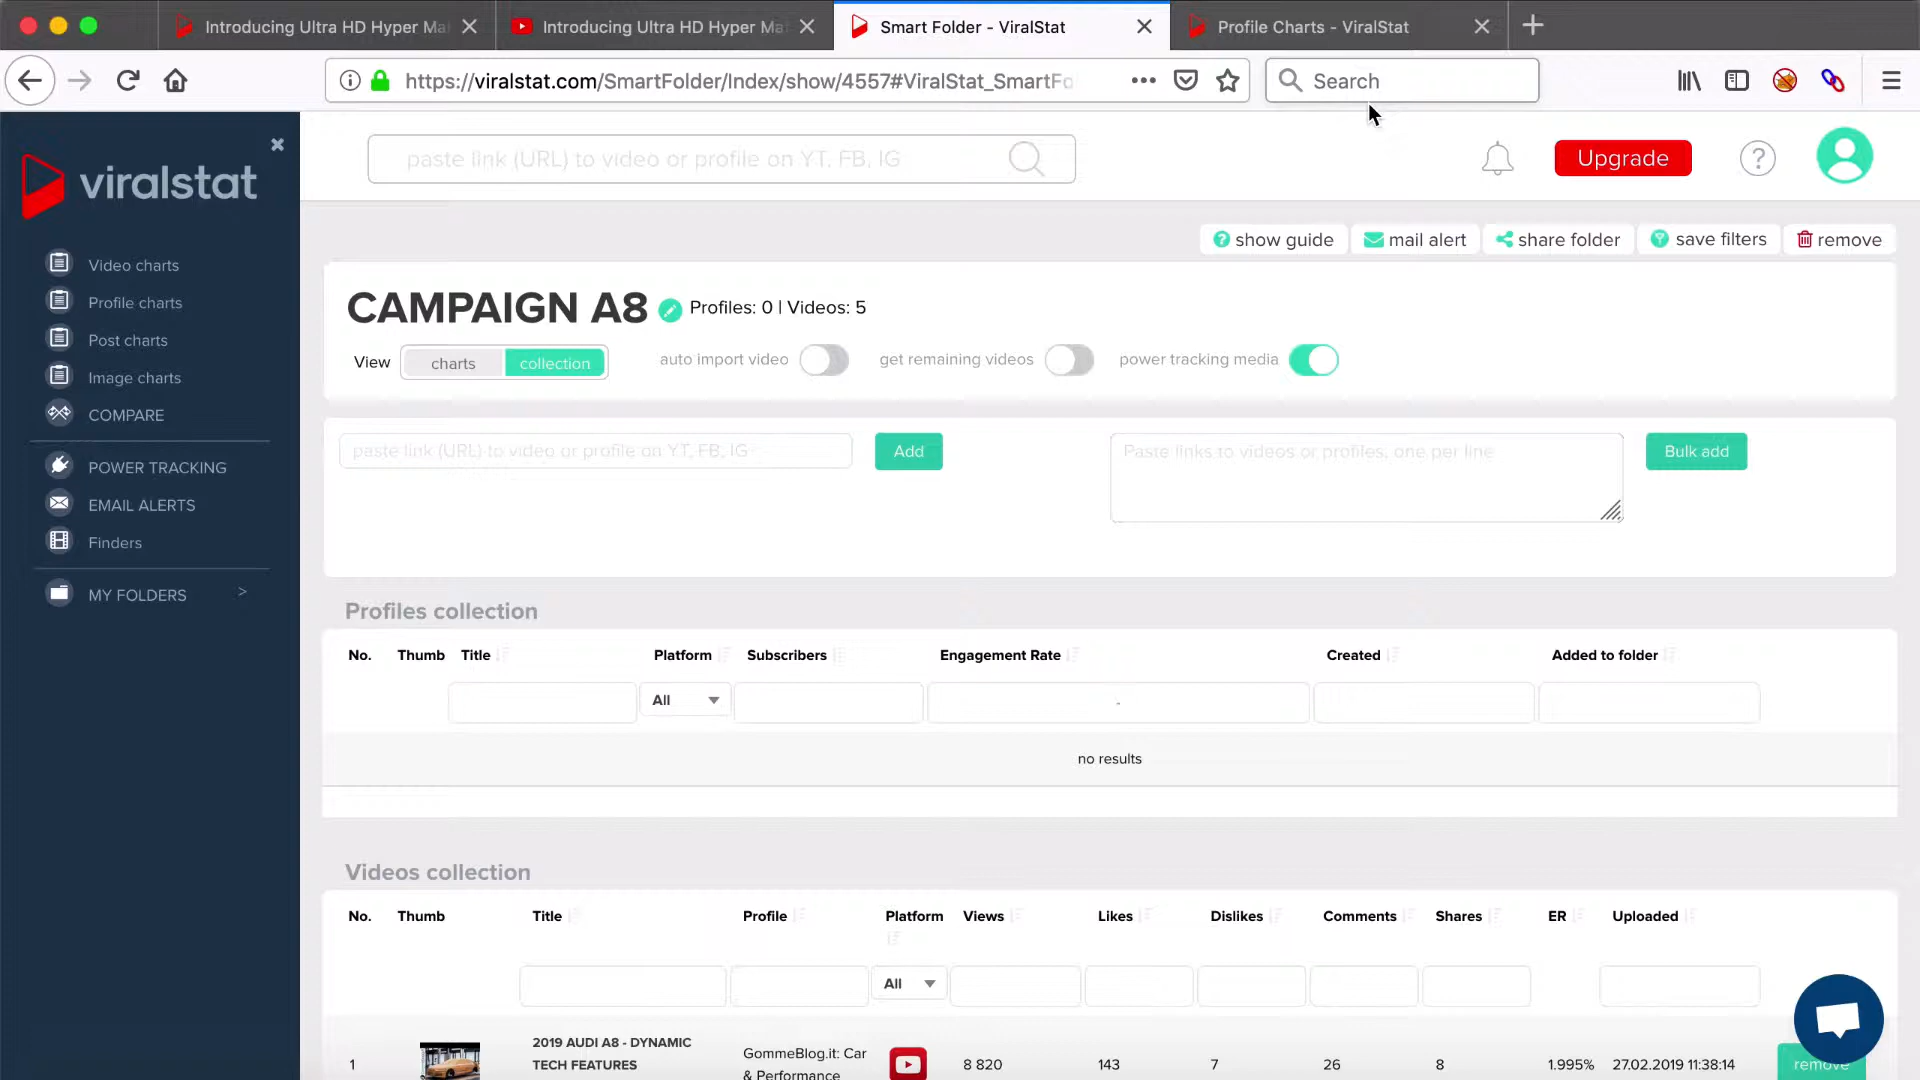 Introducing Ultra HD Hyper Ma
Introducing Ultra HD Hyper Ma
Smart Folder - ViralStat
Profile Charts - ViralStat
https://viralstat.com/SmartFolder/Index/show/4557#ViralStat_SmartFo
Search
viralstat
paste link (URL) to video or profile on YT, FB, IG
Upgrade
?
show guide
mail alert
share folder
save filters
remove
Video charts
Profile charts
Post charts
Image charts
COMPARE
POWER TRACKING
EMAIL ALERTS
Finders
MY FOLDERS >
CAMPAIGN A8 Profiles: 0 | Videos: 5
View charts collection auto import video get remaining videos power tracking media
paste link (URL) to video or profile on YT, FB, IG
Add
Paste links to videos or profiles, one per line
Bulk add
Profiles collection
No. Thumb Title Platform Subscribers Engagement Rate Created Added to folder
All -
no results
Videos collection
No. Thumb Title Profile Platform Views Likes Dislikes Comments Shares ER Uploaded
All
2019 AUDI A8 - DYNAMIC
TECH FEATURES
GommeBlog.it: Car
& Performance
1 8 820 143 7 26 8 1.995% 27.02.2019 11:38:14 remove